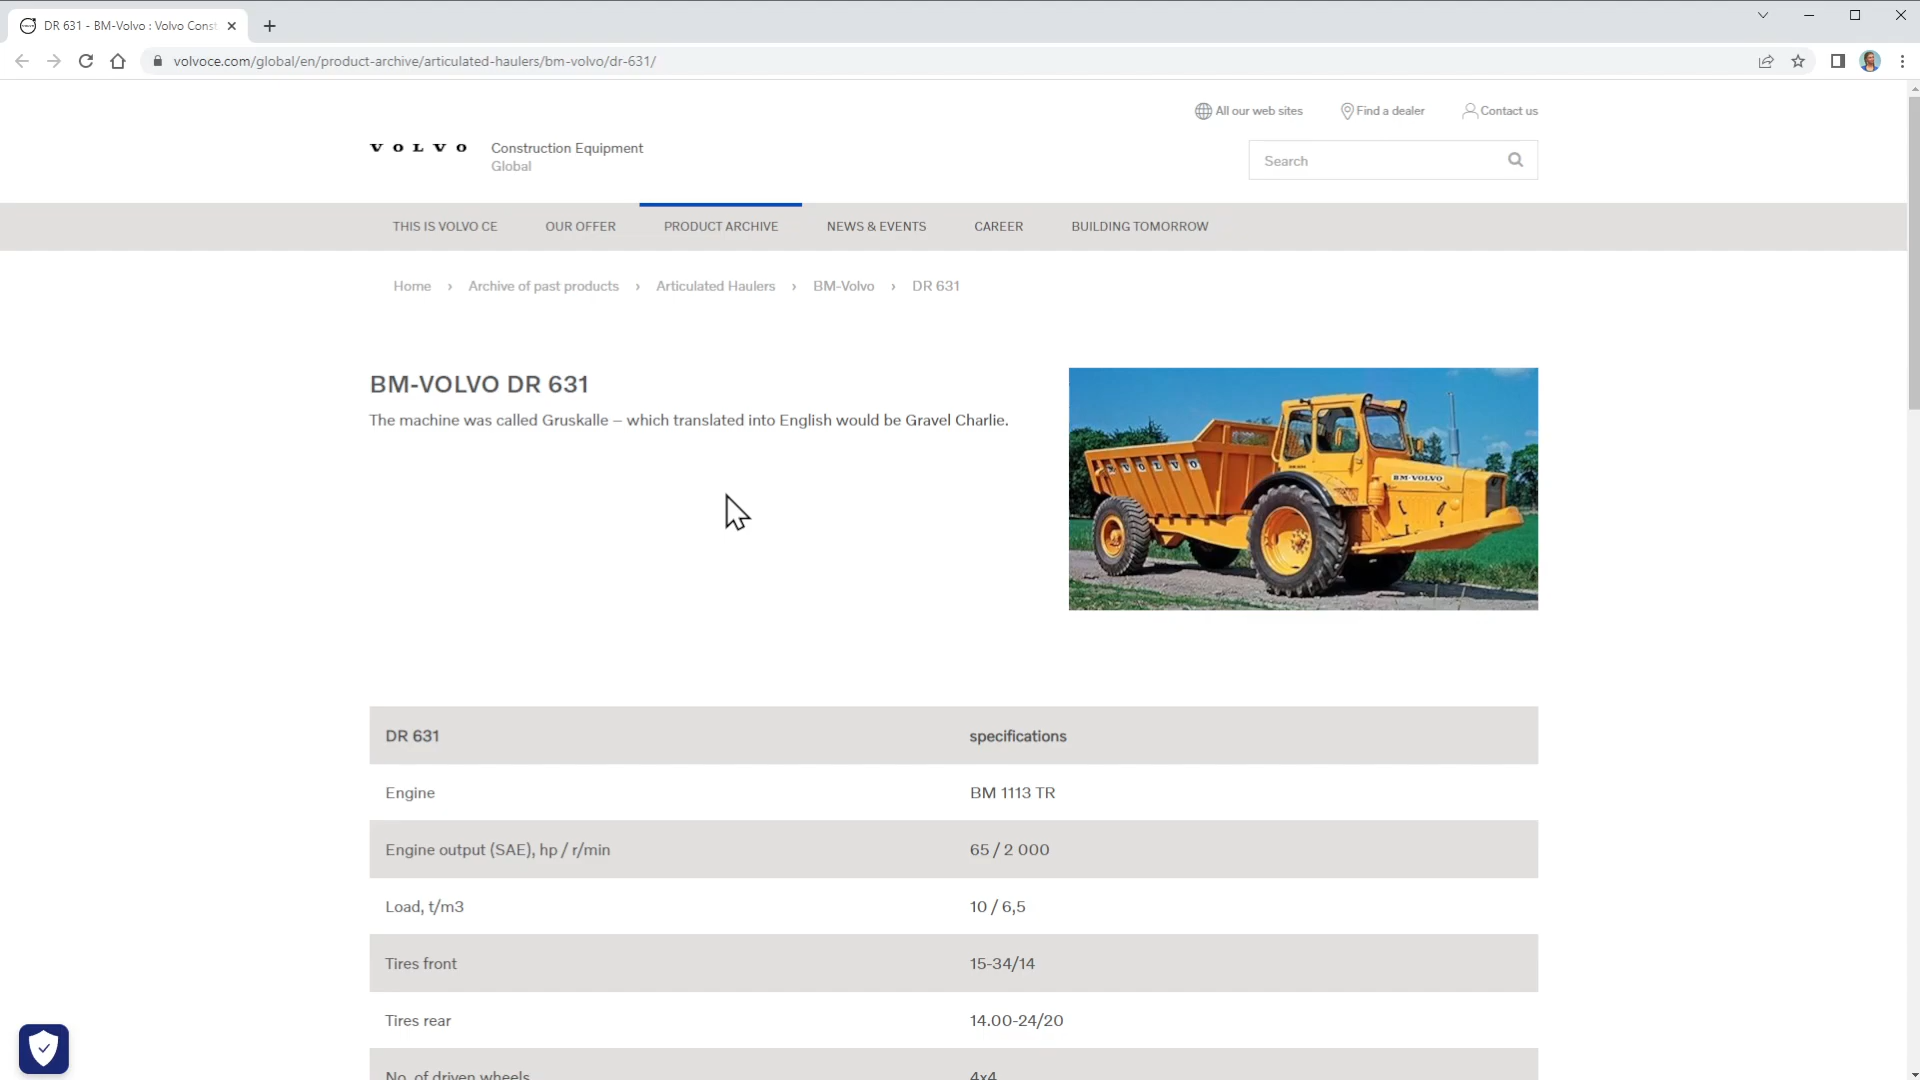 DR 631 - BM-Volvo : Volvo Const
volvoce.com/global/en/product-archive/articulated-haulers/bm-volvo/dr-631/
All our web sites
Find a dealer
Contact us
VOLVO
Construction Equipment
Global
Search
THIS IS VOLVO CE
OUR OFFER
PRODUCT ARCHIVE
NEWS & EVENTS
CAREER
BUILDING TOMORROW
Home › Archive of past products › Articulated Haulers › BM-Volvo › DR 631
BM-VOLVO DR 631
The machine was called Gruskalle – which translated into English would be Gravel Charlie.
VOLVO
BM-VOLVO
DR 631 specifications
Engine BM 1113 TR
Engine output (SAE), hp / r/min 65 / 2 000
Load, t/m3 10 / 6,5
Tires front 15-34/14
Tires rear 14.00-24/20
No. of driven wheels 4x4